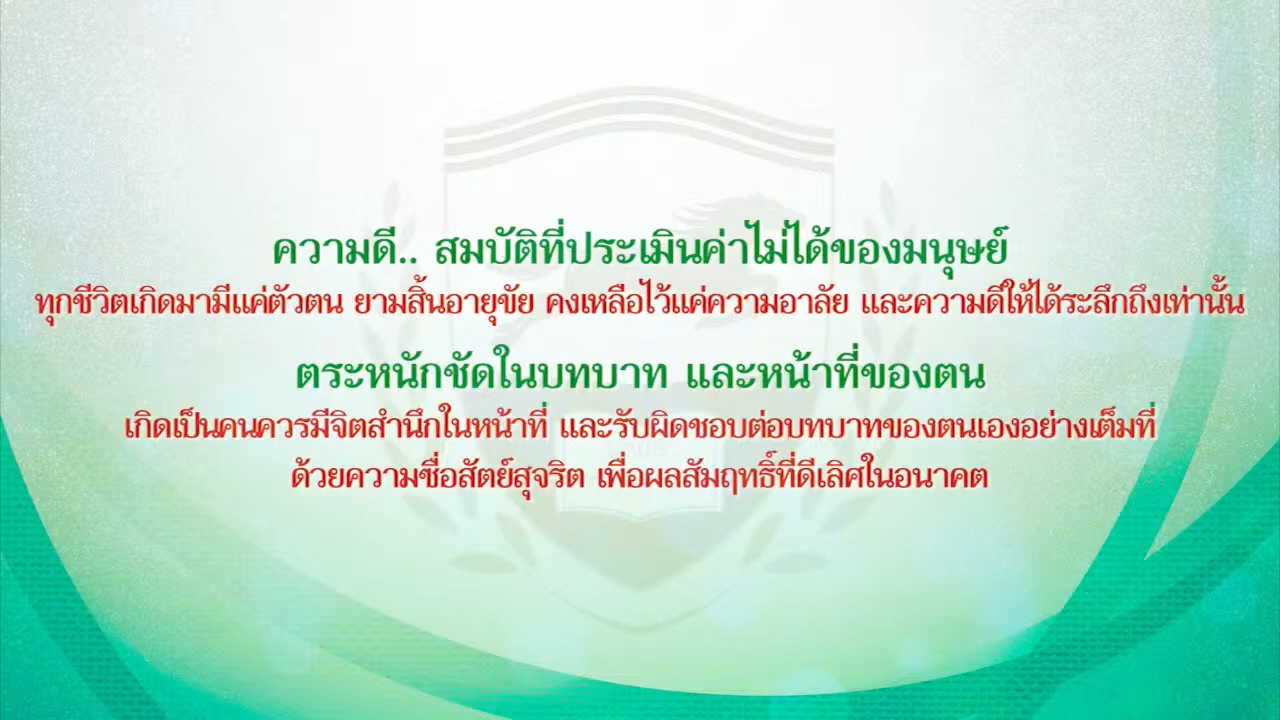 ความดี.. สมบัติที่ประเมินค่าไม่ได้ของมนุษย์
ทุกชีวิตเกิดมามีแค่ตัวตน ยามสิ้นอายุขัย คงเหลือไว้แค่ความอาลัย และความดีให้ได้ระลึกถึงเท่านั้น
ตระหนักชัดในบทบาท และหน้าที่ของตน
เกิดเป็นคนควรมีจิตสำนึกในหน้าที่ และรับผิดชอบต่อบทบาทของตนเองอย่างเต็มที่
ด้วยความซื่อสัตย์สุจริต เพื่อผลสัมฤทธิ์ที่ดีเลิศในอนาคต